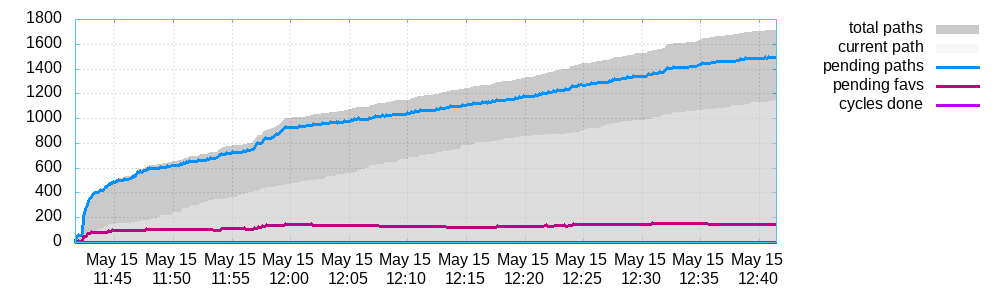 1800
1600
1400
1200
1000
800
600
400
200
0
May 15 May 15 May 15 May 15 May 15 May 15 May 15 May 15 May 15 May 15 May 15 May 15
11:45 11:50 11:55 12:00 12:05 12:10 12:15 12:20 12:25 12:30 12:35 12:40
total paths
current path
pending paths
pending favs
cycles done